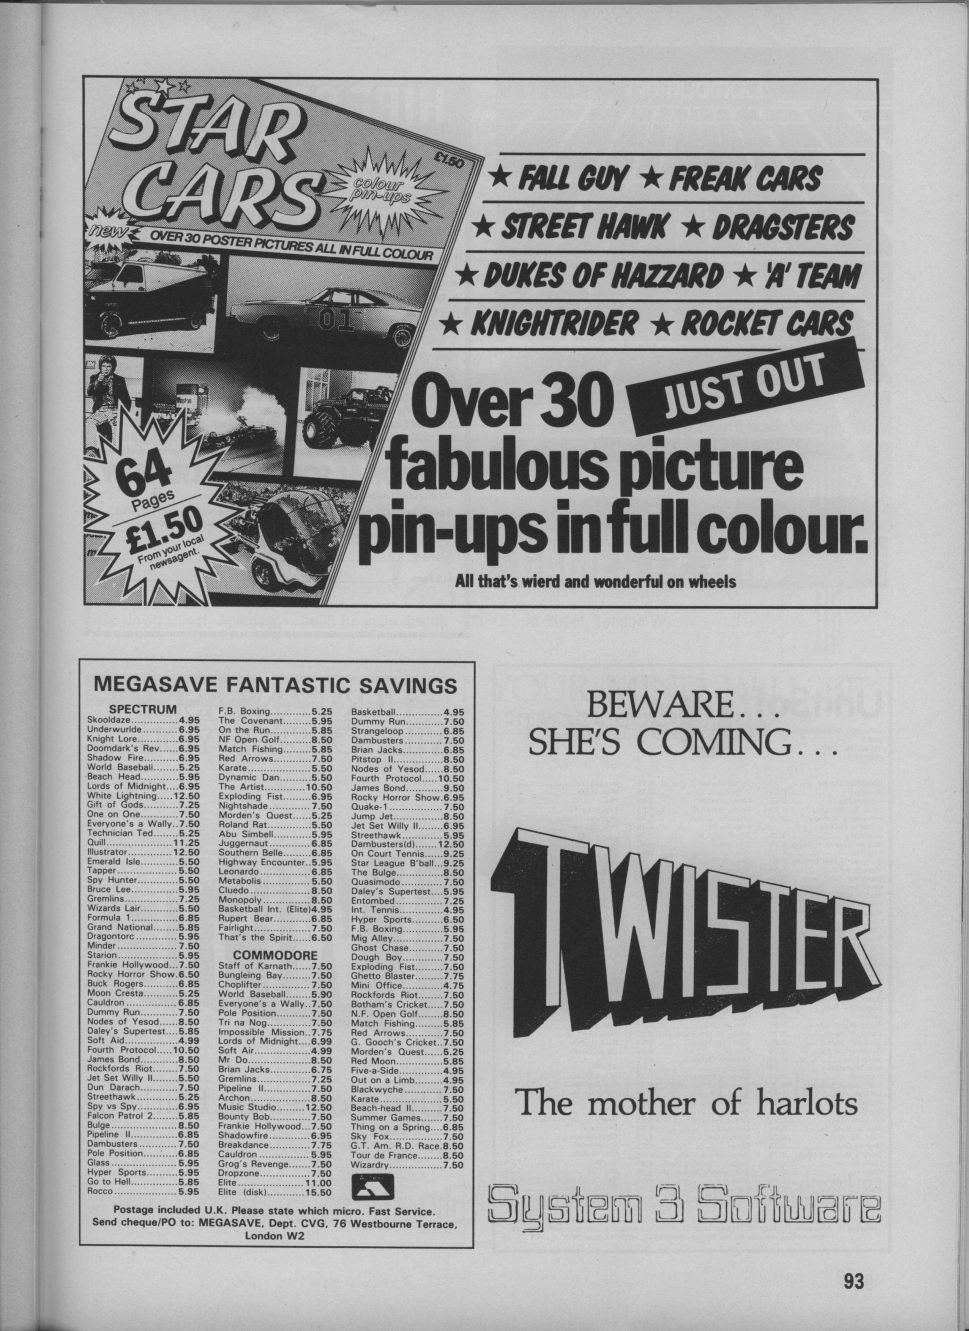 STAR
CARS
£1.50
colour
pin-ups
new
OVER 30 POSTER PICTURES ALL IN FULL COLOUR
01
64
Pages
£1.50
From your local
newsagent.
★ FALL GUY ★ FREAK CARS
★ STREET HAWK ★ DRAGSTERS
★ DUKES OF HAZZARD ★ 'A' TEAM
★ KNIGHTRIDER ★ ROCKET CARS
JUST OUT
Over 30
fabulous picture
pin-ups in full colour.
All that's wierd and wonderful on wheels
MEGASAVE FANTASTIC SAVINGS
SPECTRUM
Skooldaze..............4.95
Underwurlde...........6.95
Knight Lore............6.95
Doomdark's Rev.....6.95
Shadow Fire...........6.95
World Baseball........5.25
Beach Head...........5.95
Lords of Midnight....6.95
White Lightning.....12.50
Gift of Gods...........7.25
One on One...........7.50
Everyone's a Wally..7.50
Technician Ted........5.25
Quill....................11.25
Illustrator..............12.50
Emerald Isle...........5.50
Tapper..................5.50
Spy Hunter............5.50
Bruce Lee..............5.95
Gremlins................7.25
Wizards Lair...........5.50
Formula 1..............6.85
Grand National........5.85
Dragontorc.............5.95
Minder..................7.50
Starion..................5.95
Frankie Hollywood...7.50
Rocky Horror Show.6.50
Buck Rogers..........6.85
Moon Cresta..........5.25
Cauldron...............6.85
Dummy Run...........7.50
Nodes of Yesod......8.50
Daley's Supertest....5.85
Soft Aid.................4.99
Fourth Protocol.....10.50
James Bond...........8.50
Rockfords Riot........7.50
Jet Set Willy II........5.50
Dun Darach...........7.50
Streethawk............5.25
Spy vs Spy............6.95
Falcon Patrol 2.......5.85
Bulge....................8.50
Pipeline II..............6.85
Dambusters...........7.50
Pole Position..........6.85
Glass....................5.95
Hyper Sports..........5.95
Go to Hell..............5.85
Rocco...................5.95
F.B. Boxing............5.25
The Covenant........5.95
On the Run............5.85
NF Open Golf.........8.50
Match Fishing.........5.85
Red Arrows............7.50
Karate...................5.50
Dynamic Dan.........5.50
The Artist.............10.50
Exploding Fist........6.95
Nightshade............7.50
Morden's Quest......5.25
Roland Rat.............5.50
Abu Simbell...........5.95
Juggernaut............6.85
Southern Belle........6.85
Highway Encounter..5.95
Leonardo...............6.85
Metabolis..............5.50
Cluedo..................8.50
Monopoly..............8.50
Basketball Int. (Elite)4.95
Rupert Bear...........6.85
Fairlight.................7.50
That's the Spirit......6.50
COMMODORE
Staff of Karnath......7.50
Bungleing Bay........7.50
Choplifter..............7.50
World Baseball.......5.90
Everyone's a Wally..7.50
Pole Position..........7.50
Tri na Nog.............7.50
Impossible Mission..7.75
Lords of Midnight....6.99
Soft Air.................4.99
Mr Do...................8.50
Brian Jacks............6.75
Gremlins................7.25
Pipeline II..............7.50
Archon..................8.50
Music Studio.........12.50
Bounty Bob............7.50
Frankie Hollywood...7.50
Shadowfire............6.95
Breakdance............7.75
Cauldron...............5.95
Grog's Revenge......7.50
Dropzone...............7.50
Elite....................11.00
Elite (disk)...........15.50
Basketball..............4.95
Dummy Run...........7.50
Strangeloop...........6.85
Dambusters...........7.50
Brian Jacks............6.85
Pitstop II...............8.50
Nodes of Yesod......8.50
Fourth Protocol.....10.50
James Bond...........9.50
Rocky Horror Show.6.95
Quake-1................7.50
Jump Jet...............8.50
Jet Set Willy II.......6.95
Streethawk............5.95
Dambusters(d)......12.50
On Court Tennis......9.25
Star League B'ball...9.25
The Bulge..............8.50
Quasimodo............7.50
Daley's Supertest....5.95
Entombed..............7.25
Int. Tennis.............4.95
Hyper Sports..........6.50
F.B. Boxing............5.95
Mig Alley...............7.50
Ghost Chase..........7.50
Dough Boy............7.50
Exploding Fist........7.50
Ghetto Blaster........7.75
Mini Office.............4.75
Rockfords Riot........7.50
Botham's Cricket....7.50
N.F. Open Golf.......8.50
Match Fishing.........5.85
Red Arrows............7.50
G. Gooch's Cricket..7.50
Morden's Quest......5.25
Red Moon..............5.85
Five-a-Side............4.95
Out on a Limb........4.95
Blackwyche............7.50
Karate...................5.50
Beach-head II.........7.50
Summer Games......7.50
Thing on a Spring...6.85
Sky Fox................7.50
G.T. Am. R.D. Race.8.50
Tour de France.......8.50
Wizardry................7.50
Postage included U.K. Please state which micro. Fast Service.
Send cheque/PO to: MEGASAVE, Dept. CVG, 76 Westbourne Terrace,
London W2
BEWARE...
SHE'S COMING...
TWISTER
The mother of harlots
System 3 Software
93